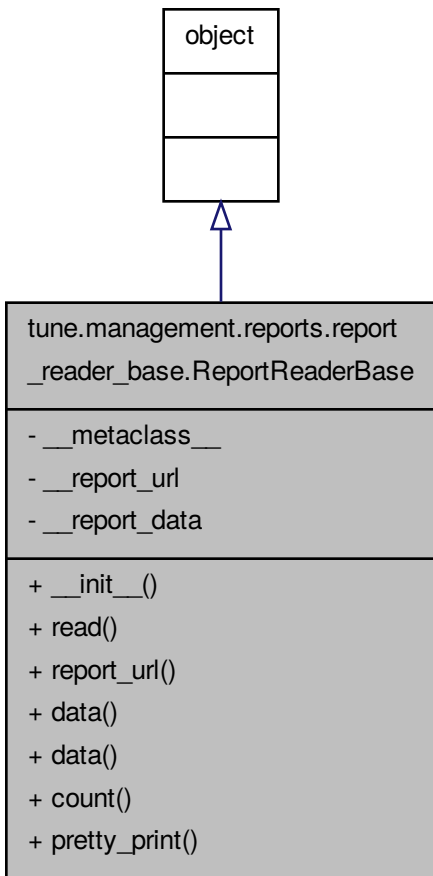 object
tune.management.reports.report
_reader_base.ReportReaderBase
- __metaclass__
- __report_url
- __report_data
+ __init__()
+ read()
+ report_url()
+ data()
+ data()
+ count()
+ pretty_print()